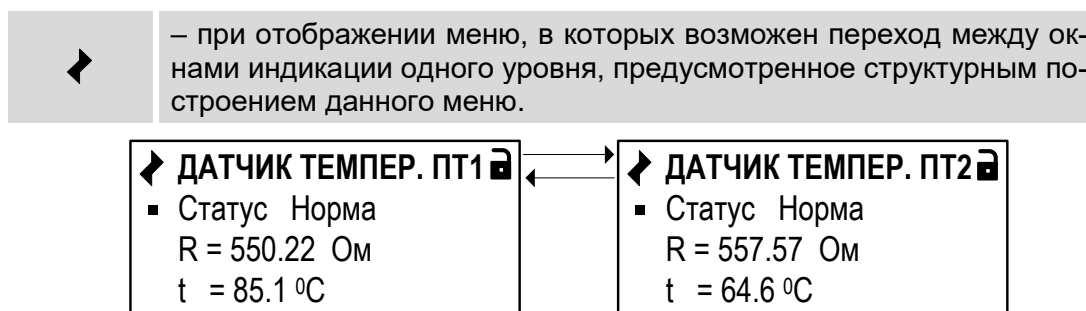 – при отображении меню, в которых возможен переход между ок-
нами индикации одного уровня, предусмотренное структурным по-
строением данного меню.
ДАТЧИК ТЕМПЕР. ПТ1
Статус Норма
R = 550.22 Ом
t = 85.1 ⁰С
ДАТЧИК ТЕМПЕР. ПТ2
Статус Норма
R = 557.57 Ом
t = 64.6 ⁰С